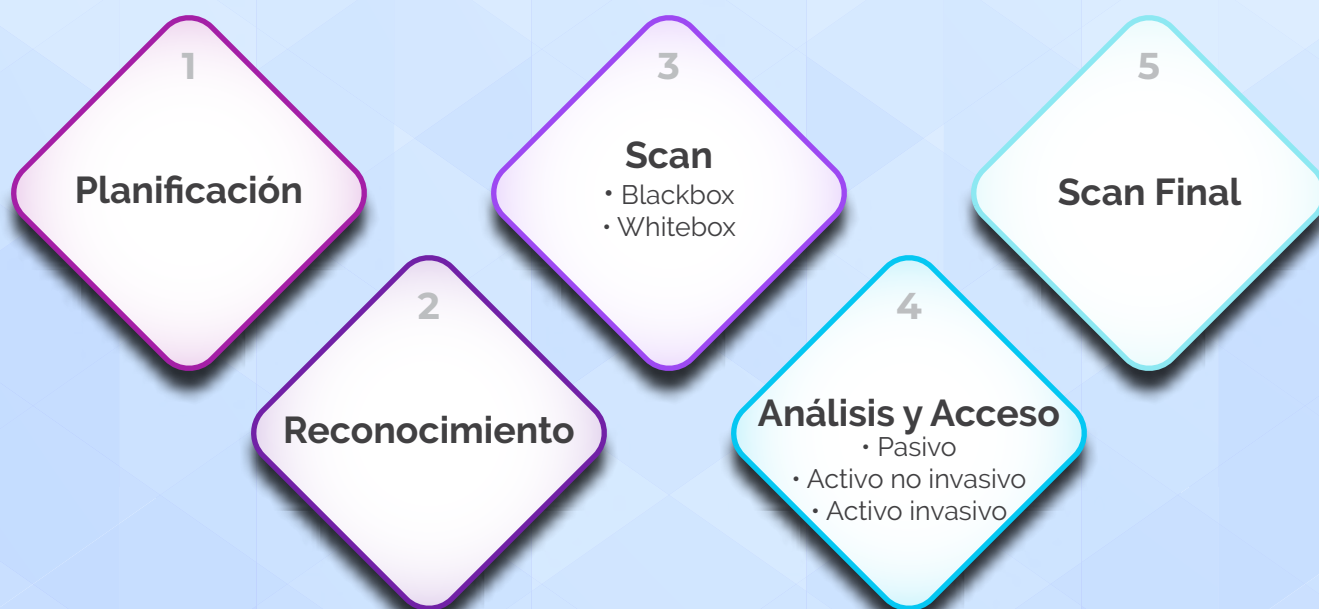 1
Planificación
2
Reconocimiento
3
Scan
• Blackbox
• Whitebox
4
Análisis y Acceso
• Pasivo
• Activo no invasivo
• Activo invasivo
5
Scan Final